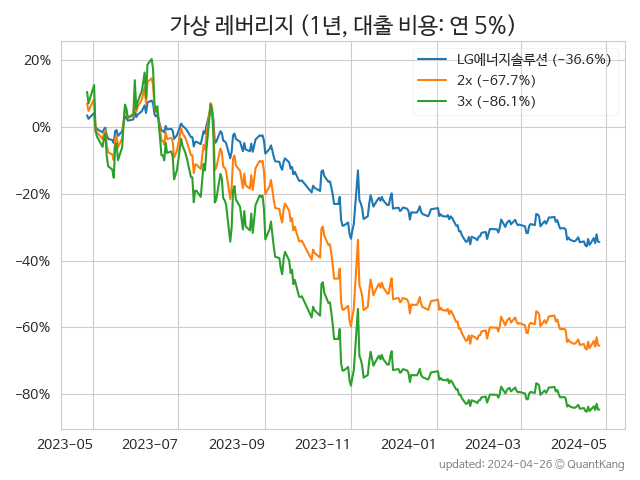 가상 레버리지 (1년, 대출 비용: 연 5%)
LG에너지솔루션 (−36.6%)
2x (−67.7%)
3x (−86.1%)
20%
0%
−20%
−40%
−60%
−80%
2023-05 2023-07 2023-09 2023-11 2024-01 2024-03 2024-05
updated: 2024-04-26 © QuantKang